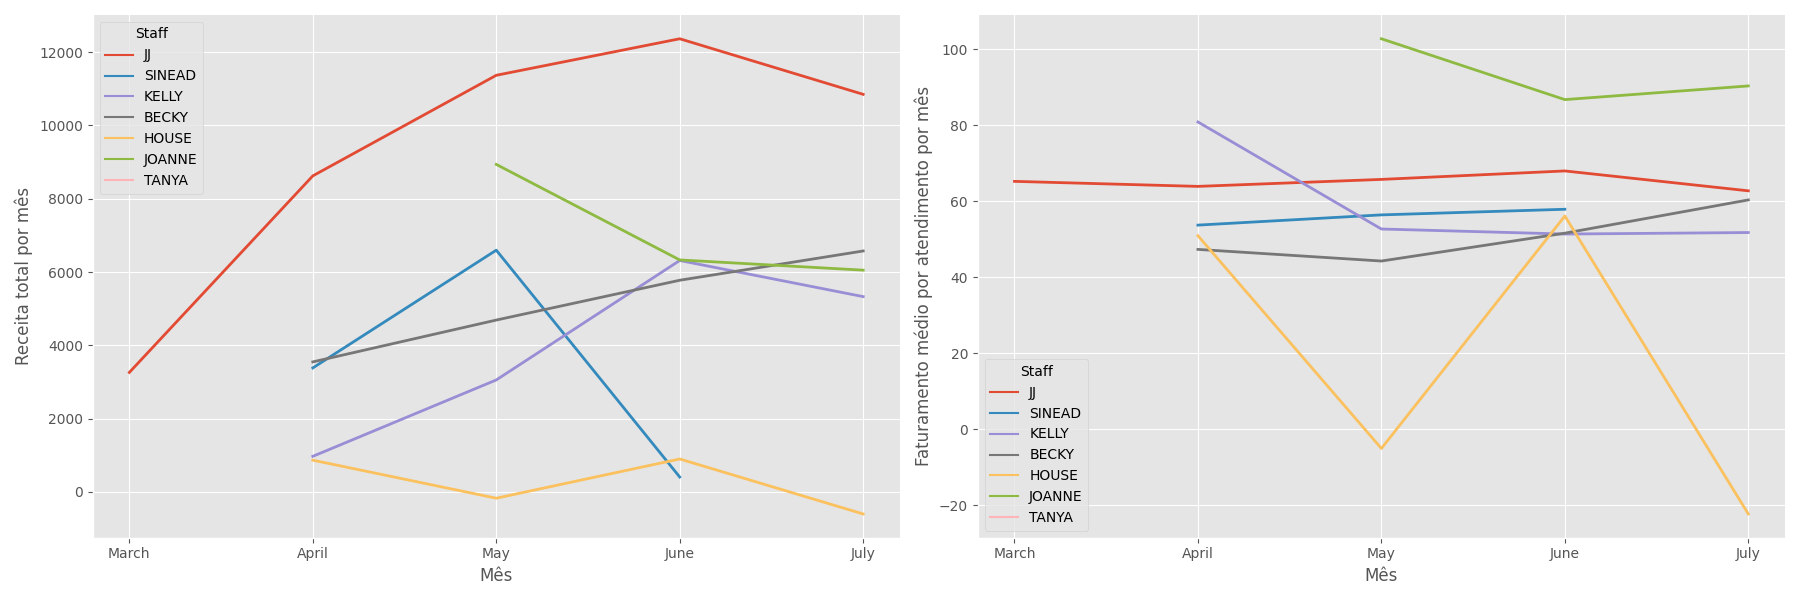 Staff
JJ
SINEAD
KELLY
BECKY
HOUSE
JOANNE
TANYA
12000
10000
8000
6000
4000
2000
0
Receita total por mês
March April May June July
Mês
100
80
60
40
20
0
−20
Faturamento médio por atendimento por mês
Staff
JJ
SINEAD
KELLY
BECKY
HOUSE
JOANNE
TANYA
March April May June July
Mês